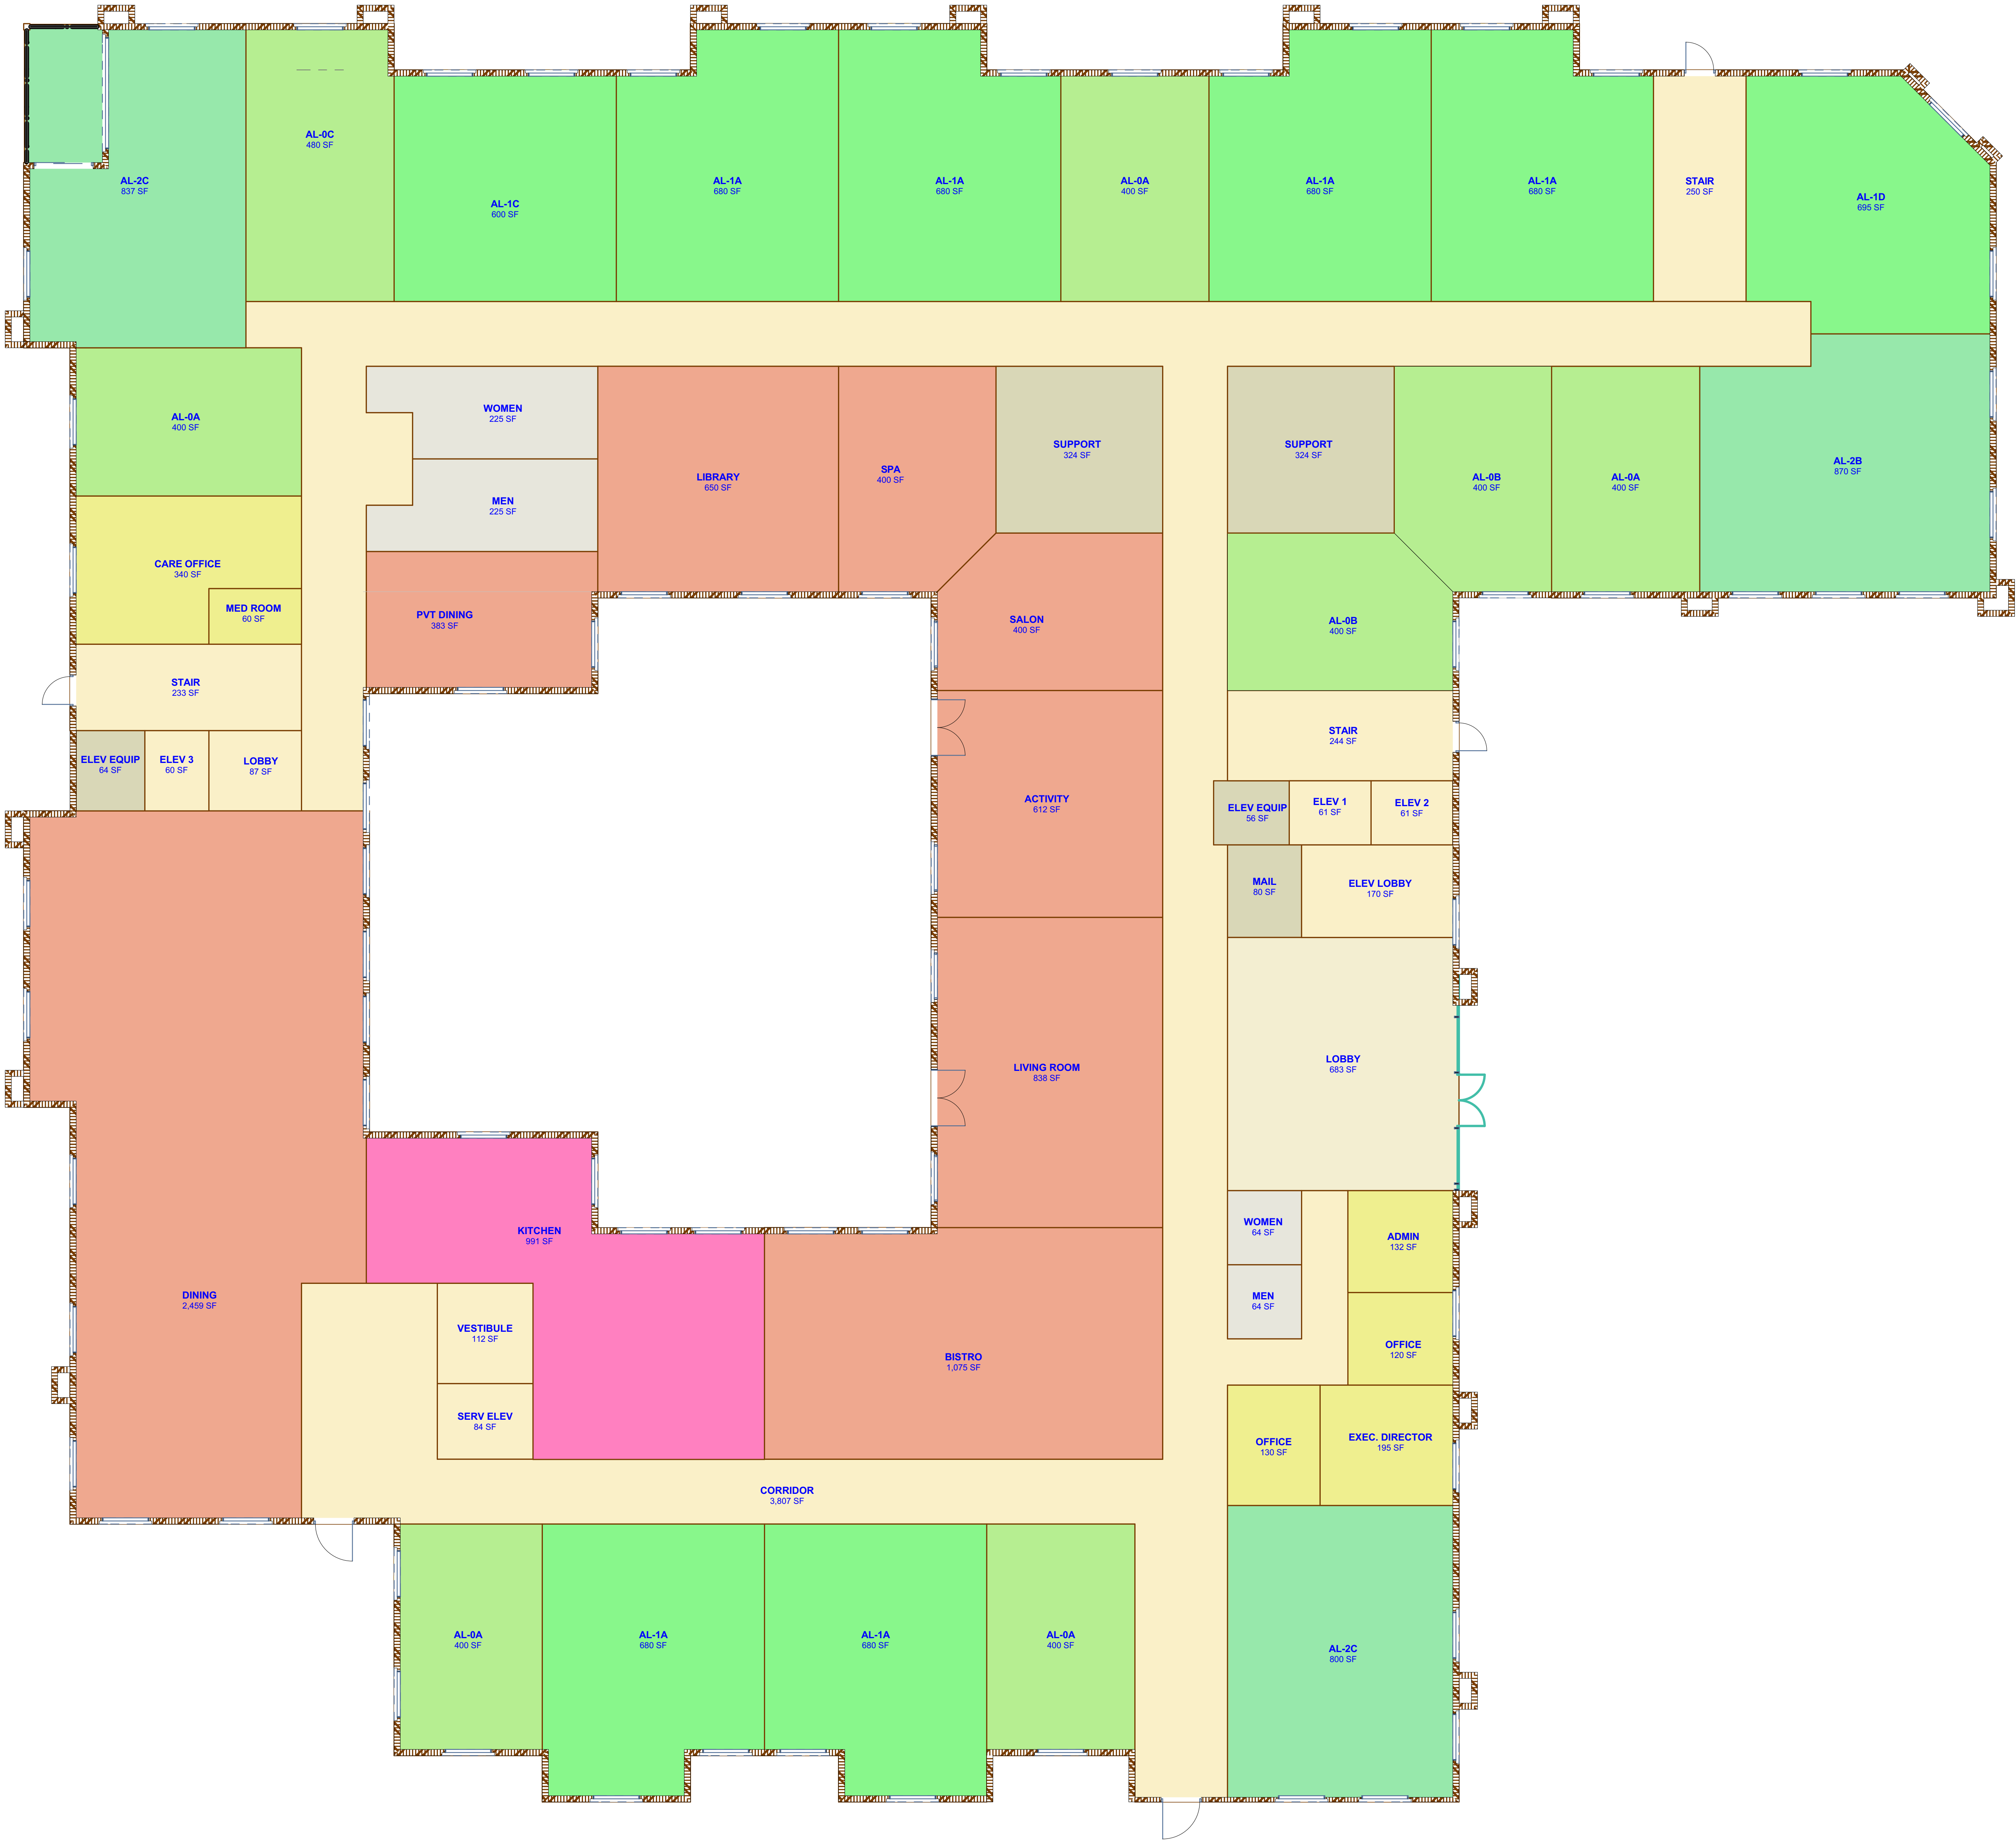 AL-0C
480 SF
AL-2C
837 SF
AL-1C
600 SF
AL-1A
680 SF
AL-1A
680 SF
AL-0A
400 SF
AL-1A
680 SF
AL-1A
680 SF
STAIR
250 SF
AL-1D
695 SF
AL-0A
400 SF
WOMEN
225 SF
MEN
225 SF
LIBRARY
650 SF
SPA
400 SF
SUPPORT
324 SF
SUPPORT
324 SF
AL-0B
400 SF
AL-0A
400 SF
AL-2B
870 SF
CARE OFFICE
340 SF
MED ROOM
60 SF
PVT DINING
383 SF
SALON
400 SF
AL-0B
400 SF
STAIR
233 SF
STAIR
244 SF
ELEV EQUIP
64 SF
ELEV 3
60 SF
LOBBY
87 SF
ACTIVITY
612 SF
ELEV EQUIP
56 SF
ELEV 1
61 SF
ELEV 2
61 SF
MAIL
80 SF
ELEV LOBBY
170 SF
LIVING ROOM
838 SF
LOBBY
683 SF
KITCHEN
991 SF
WOMEN
64 SF
ADMIN
132 SF
DINING
2,459 SF
MEN
64 SF
VESTIBULE
112 SF
BISTRO
1,075 SF
OFFICE
120 SF
SERV ELEV
84 SF
OFFICE
130 SF
EXEC. DIRECTOR
195 SF
CORRIDOR
3,807 SF
AL-0A
400 SF
AL-1A
680 SF
AL-1A
680 SF
AL-0A
400 SF
AL-2C
800 SF